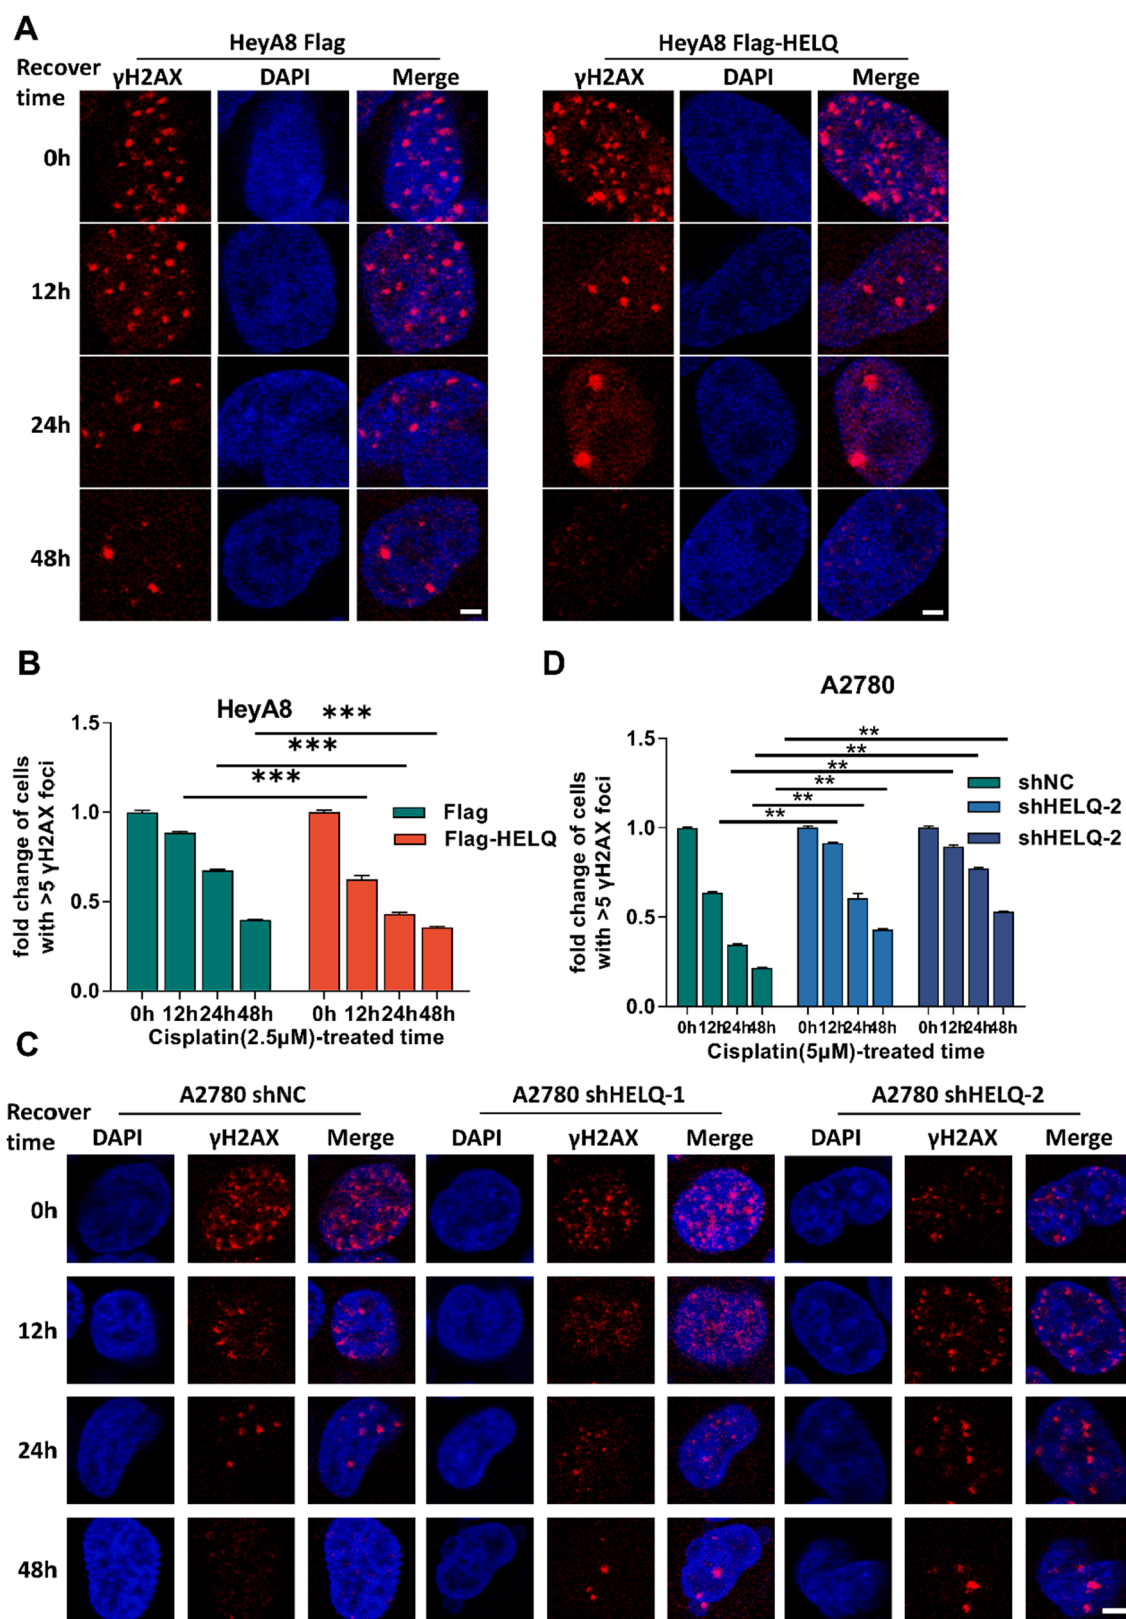 A
HeyA8 Flag
HeyA8 Flag-HELQ
Recover time
γH2AX DAPI Merge
γH2AX DAPI Merge
0h
12h
24h
48h
B
HeyA8
***
***
***
fold change of cells
with >5 γH2AX foci
1.5
1.0
0.5
0.0
Flag
Flag-HELQ
0h 12h 24h 48h
0h 12h 24h 48h
Cisplatin(2.5μM)-treated time
D
A2780
**
**
**
**
**
**
fold change of cells
with >5 γH2AX foci
1.5
1.0
0.5
0.0
shNC
shHELQ-2
shHELQ-2
0h 12h 24h 48h
0h 12h 24h 48h
0h 12h 24h 48h
Cisplatin(5μM)-treated time
C
A2780 shNC
A2780 shHELQ-1
A2780 shHELQ-2
Recover
time
DAPI γH2AX Merge
DAPI γH2AX Merge
DAPI γH2AX Merge
0h
12h
24h
48h